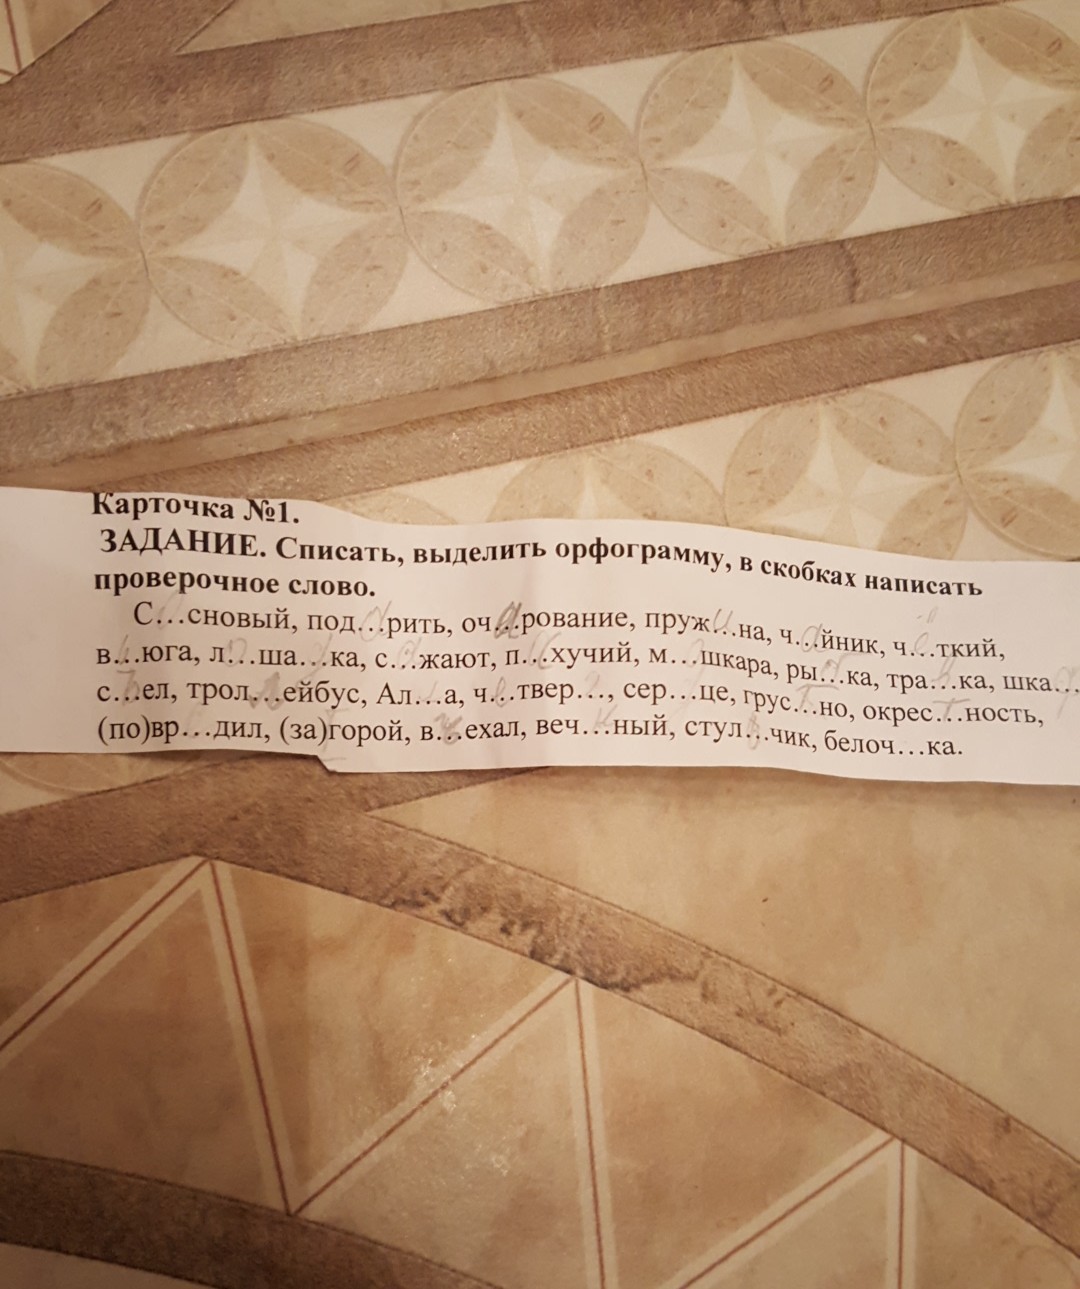 Карточка №1.
ЗАДАНИЕ. Списать, выделить орфограмму, в скобках написать
проверочное слово.
С…сновый, под…рить, оч…рование, пруж…на, ч…йник, ч…ткий,
в…юга, л…ша…ка, с…жают, п…хучий, м…шкара, ры…ка, тра…ка, шка…
с…ел, трол…ейбус, Ал…а, ч…твер…, сер…це, грус…но, окрес…ность,
(по)вр…дил, (за)горой, в…ехал, веч…ный, стул…чик, белоч…ка.